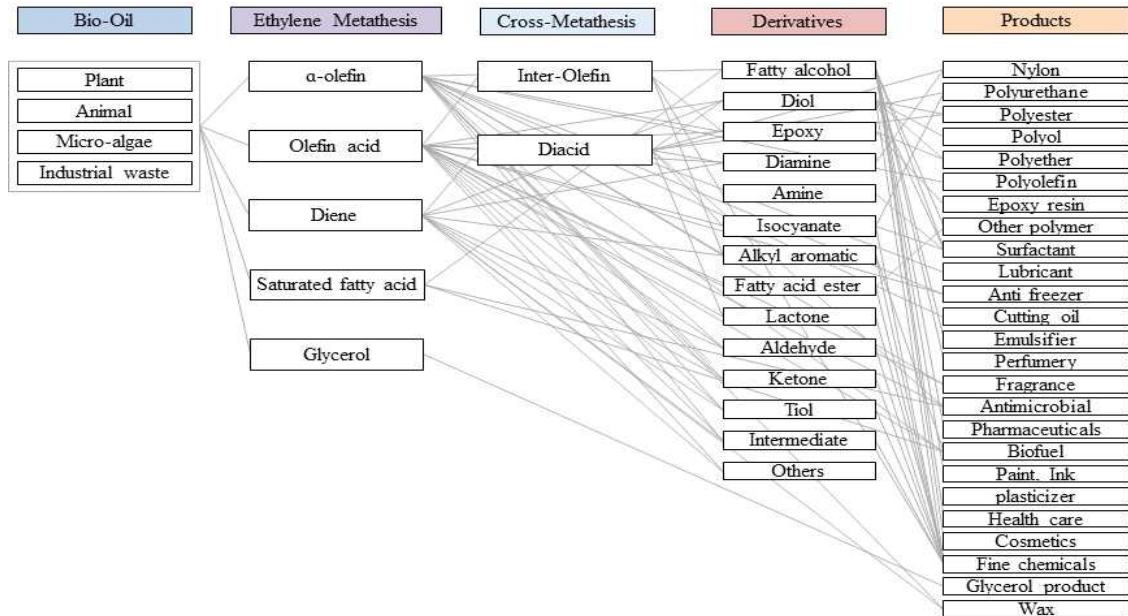 Bio-Oil
Plant
Animal
Micro-algae
Industrial waste
Ethylene Metathesis
α-olefin
Olefin acid
Diene
Saturated fatty acid
Glycerol
Cross-Metathesis
Inter-Olefin
Diacid
Derivatives
Fatty alcohol
Diol
Epoxy
Diamine
Amine
Isocyanate
Alkyl aromatic
Fatty acid ester
Lactone
Aldehyde
Ketone
Tiol
Intermediate
Others
Products
Nylon
Polyurethane
Polyester
Polyol
Polyether
Polyolefin
Epoxy resin
Other polymer
Surfactant
Lubricant
Anti freezer
Cutting oil
Emulsifier
Perfumery
Fragrance
Antimicrobial
Pharmaceuticals
Biofuel
Paint, Ink
plasticizer
Health care
Cosmetics
Fine chemicals
Glycerol product
Wax